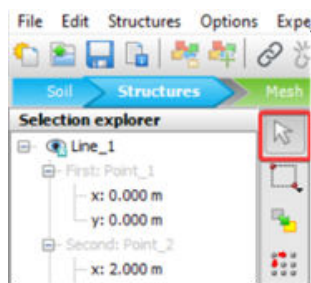 File Edit Structures Options Expe
Soil Structures Mesh
Selection explorer
Line_1
First: Point_1
x: 0.000 m
y: 0.000 m
Second: Point_2
x: 2.000 m